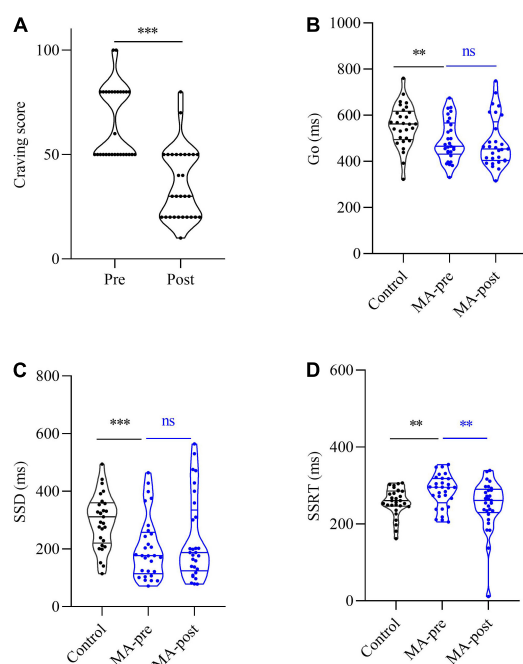 A
***
100
50
0
Craving score
Pre
Post
B
1000
800
600
400
200
0
Go (ms)
**
ns
Control
MA-pre
MA-post
C
800
600
400
200
0
SSD (ms)
***
ns
Control
MA-pre
MA-post
D
600
400
200
0
SSRT (ms)
**
**
Control
MA-pre
MA-post